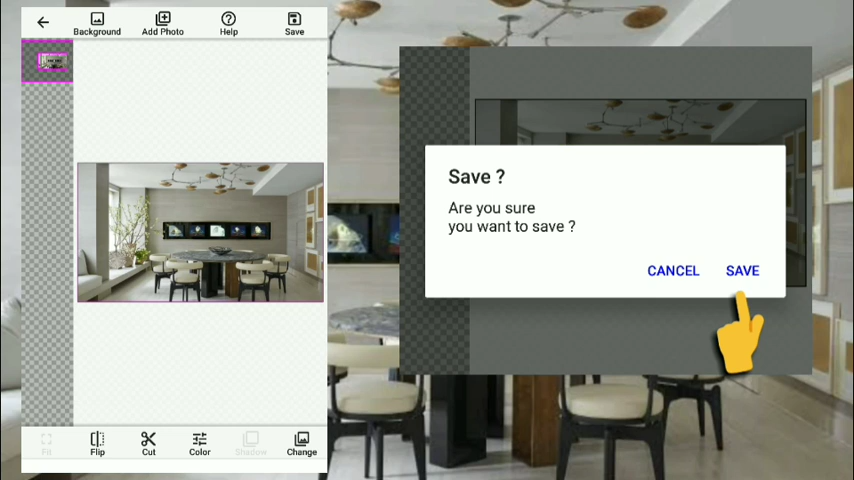 Background
Add Photo
Help
Save
Fit
Flip
Cut
Color
Shadow
Change
Save ?
Are you sure
you want to save ?
CANCEL
SAVE